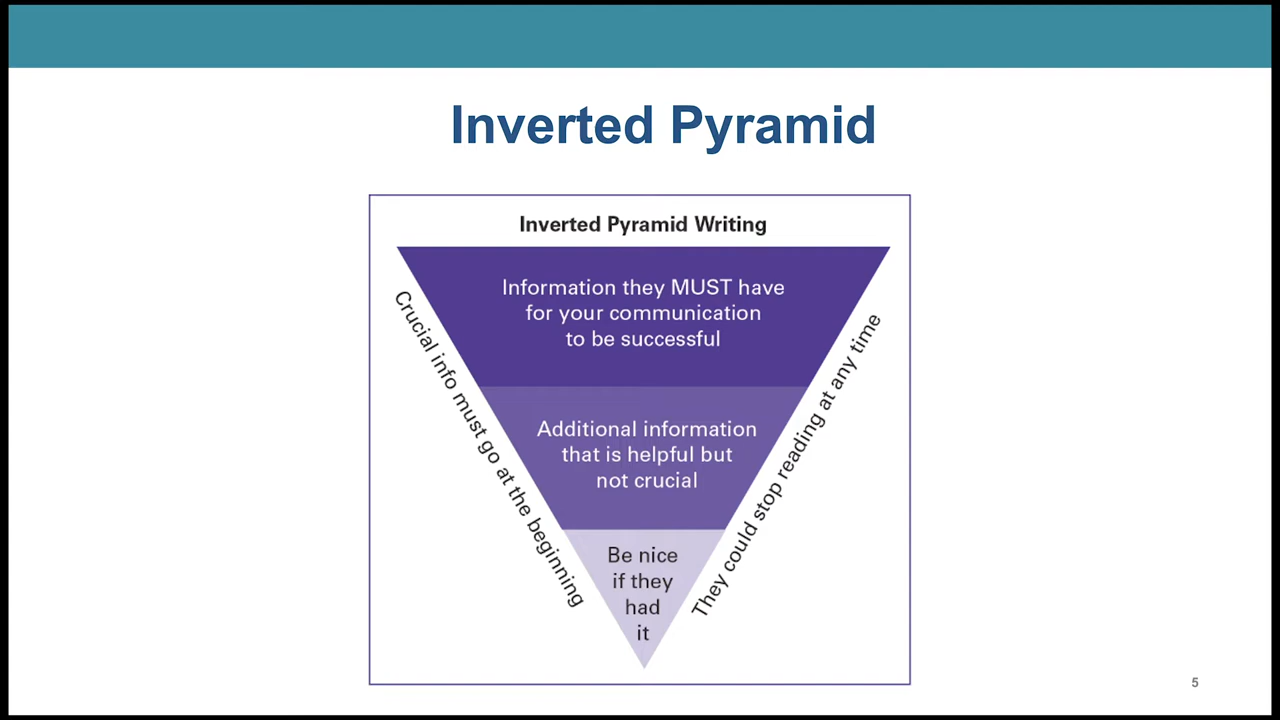 Inverted Pyramid
Inverted Pyramid Writing
Information they MUST have
for your communication
to be successful
Crucial info must go at the beginning
They could stop reading at any time
Additional information
that is helpful but
not crucial
Be nice
if they
had
it
5